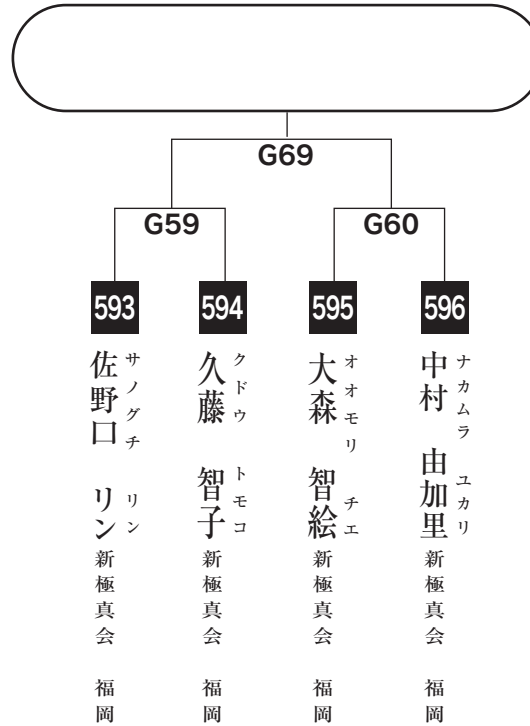 G69
G59
G60
593
594
595
596
佐野口 リン
サノグチ リン
新極真会 福岡
久藤 智子
クドウ トモコ
新極真会 福岡
大森 智絵
オオモリ チエ
新極真会 福岡
中村 由加里
ナカムラ ユカリ
新極真会 福岡